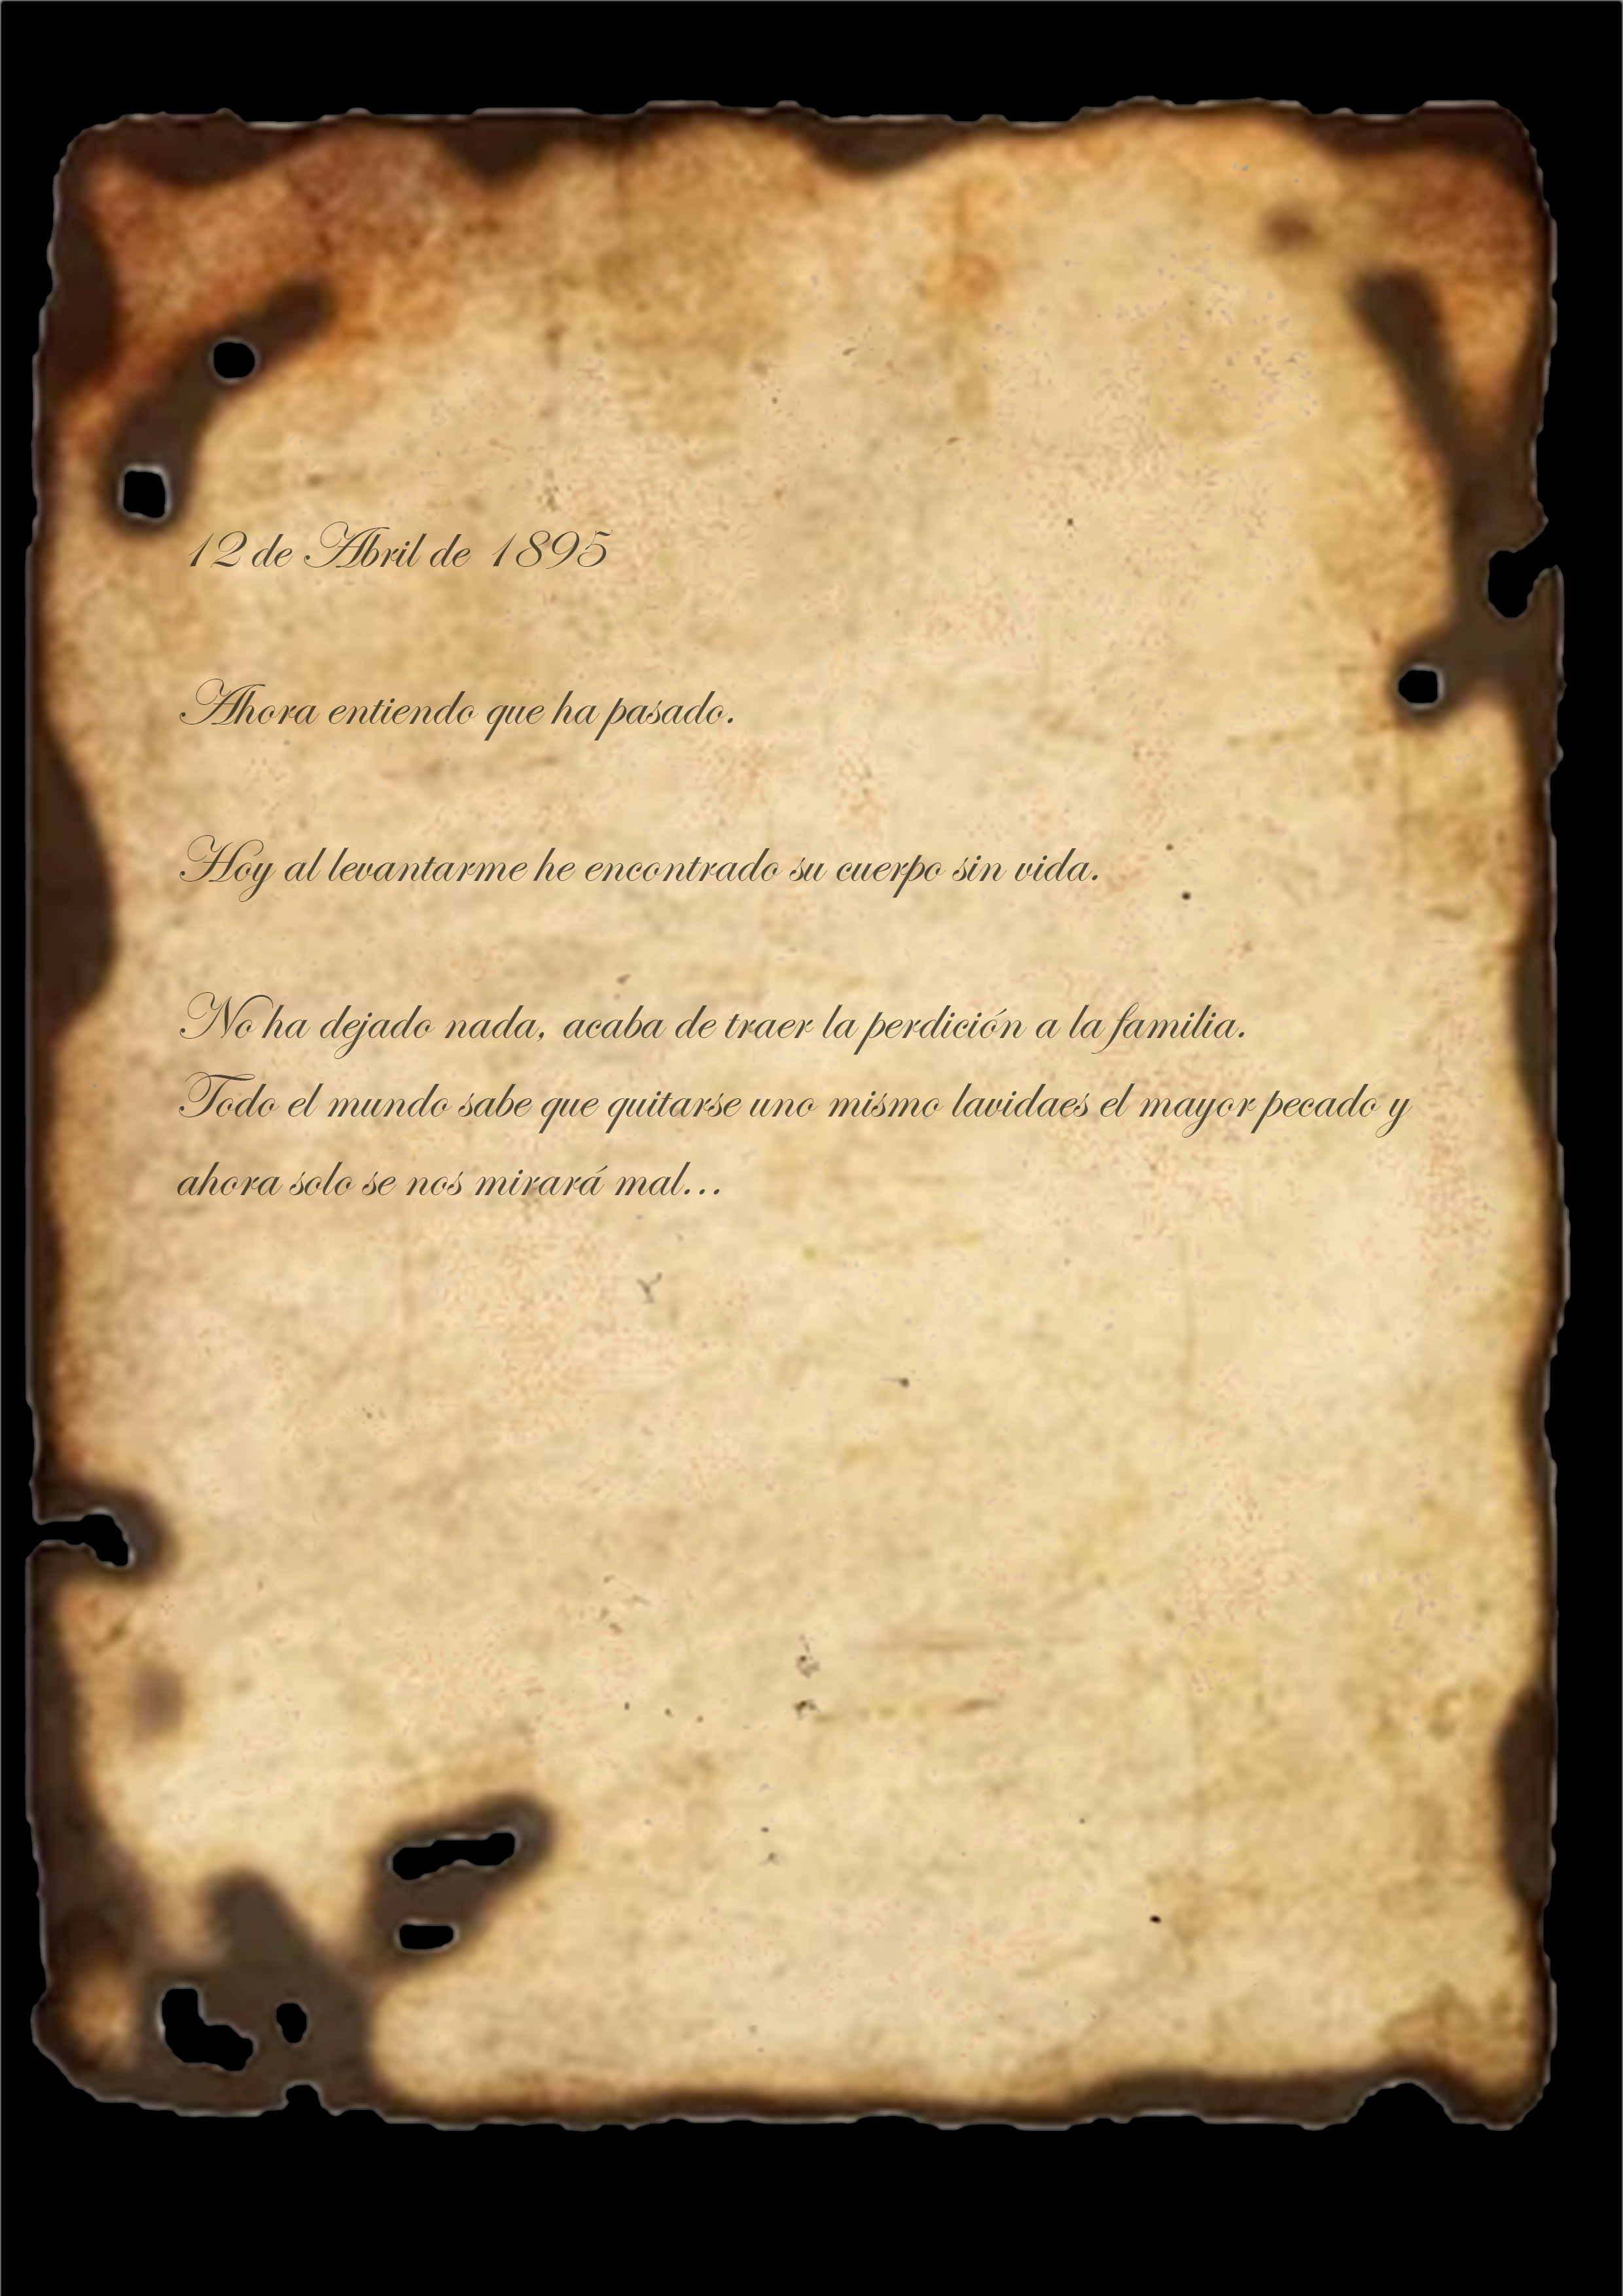 12 de Abril de 1895
Ahora entiendo que ha pasado.
Hoy al levantarme he encontrado su cuerpo sin vida.
No ha dejado nada, acaba de traer la perdición a la familia.
Todo el mundo sabe que quitarse uno mismo lavidaes el mayor pecado y
ahora solo se nos mirará mal...